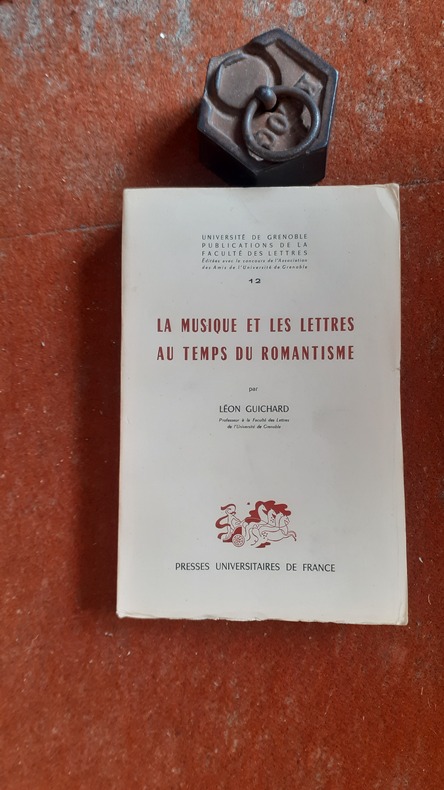 UNIVERSITÉ DE GRENOBLE
PUBLICATIONS DE LA
FACULTÉ DES LETTRES
Éditées avec le concours de l'Association
des Amis de l'Université de Grenoble
12
LA MUSIQUE ET LES LETTRES
AU TEMPS DU ROMANTISME
par
LÉON GUICHARD
Professeur à la Faculté des Lettres
de l'Université de Grenoble
PRESSES UNIVERSITAIRES DE FRANCE